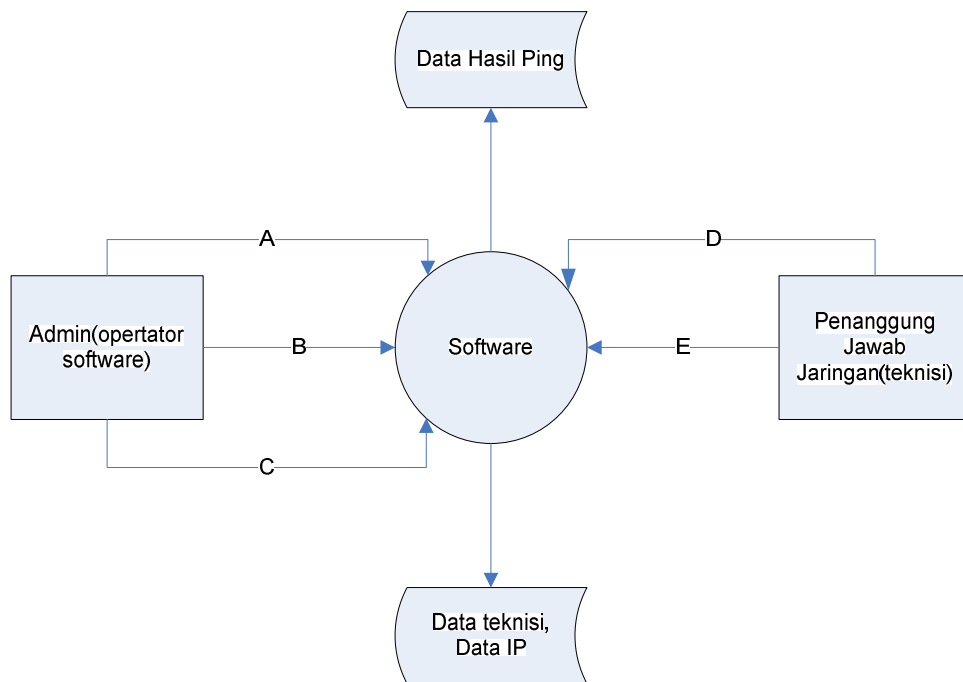 Data Hasil Ping
A
D
Admin(opertator
software)
B
Software
E
Penanggung
Jawab
Jaringan(teknisi)
C
Data teknisi,
Data IP